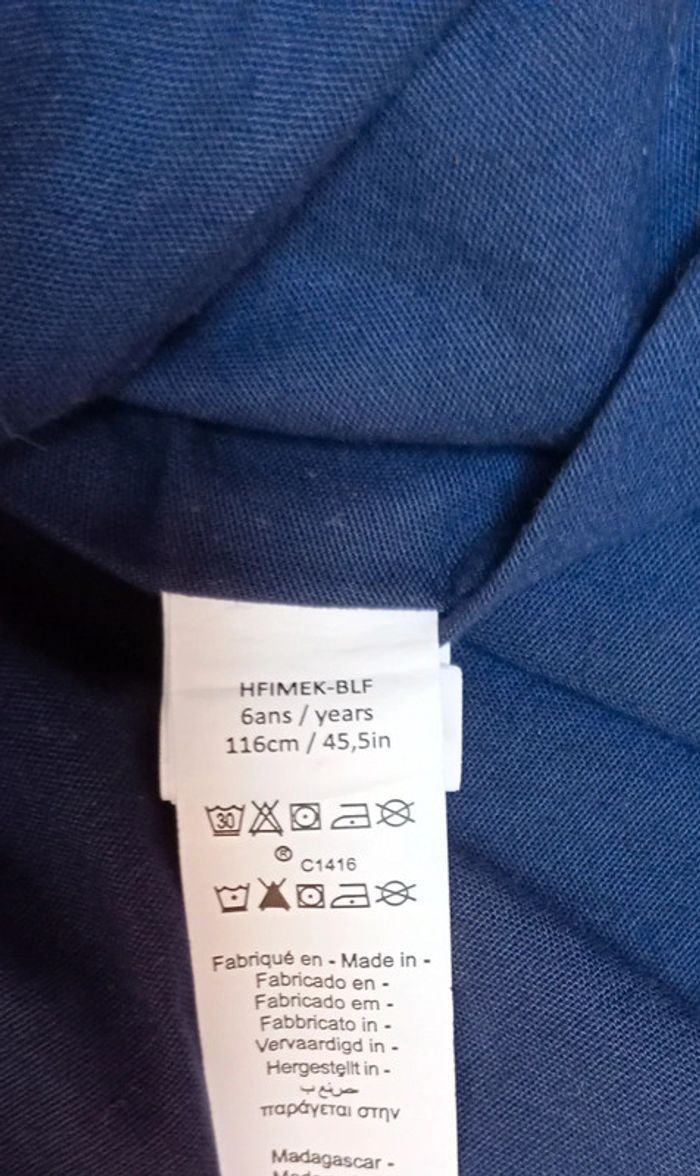 HFIMEK-BLF
6ans / years
116cm / 45,5in
30
® C1416
Fabriqué en - Made in -
Fabricado en -
Fabricado em -
Fabbricato in -
Vervaardigd in -
Hergestellt in -
صنع ب
παράγεται στην
Madagascar -